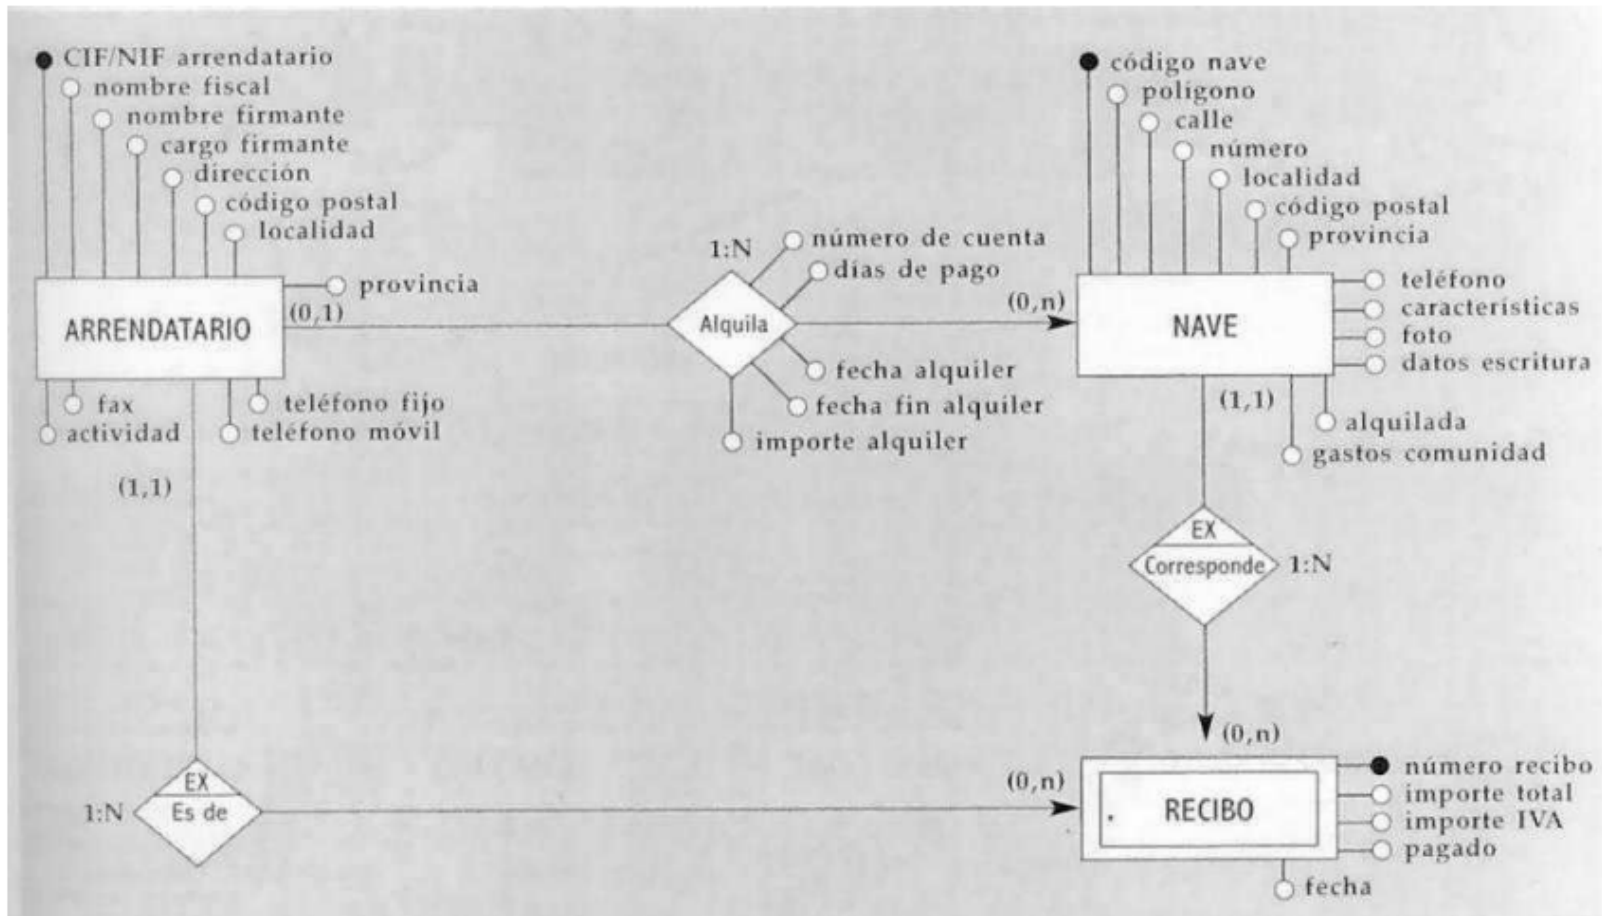 CIF/NIF arrendatario
nombre fiscal
nombre firmante
cargo firmante
dirección
código postal
localidad
provincia
(0,1)
ARRENDATARIO
fax
actividad
teléfono fijo
teléfono móvil
(1,1)
1:N
número de cuenta
días de pago
Alquila
(0,n)
fecha alquiler
fecha fin alquiler
importe alquiler
código nave
polígono
calle
número
localidad
código postal
provincia
teléfono
características
foto
datos escritura
NAVE
(1,1)
alquilada
gastos comunidad
EX
Corresponde
1:N
(0,n)
EX
Es de
1:N
(0,n)
RECIBO
número recibo
importe total
importe IVA
pagado
fecha